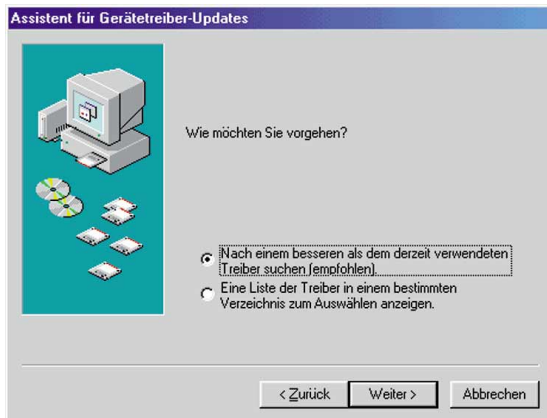 Assistent für Gerätetreiber-Updates
Wie möchten Sie vorgehen?
Nach einem besseren als dem derzeit verwendeten
Treiber suchen (empfohlen).
Eine Liste der Treiber in einem bestimmten
Verzeichnis zum Auswählen anzeigen.
< Zurück Weiter > Abbrechen